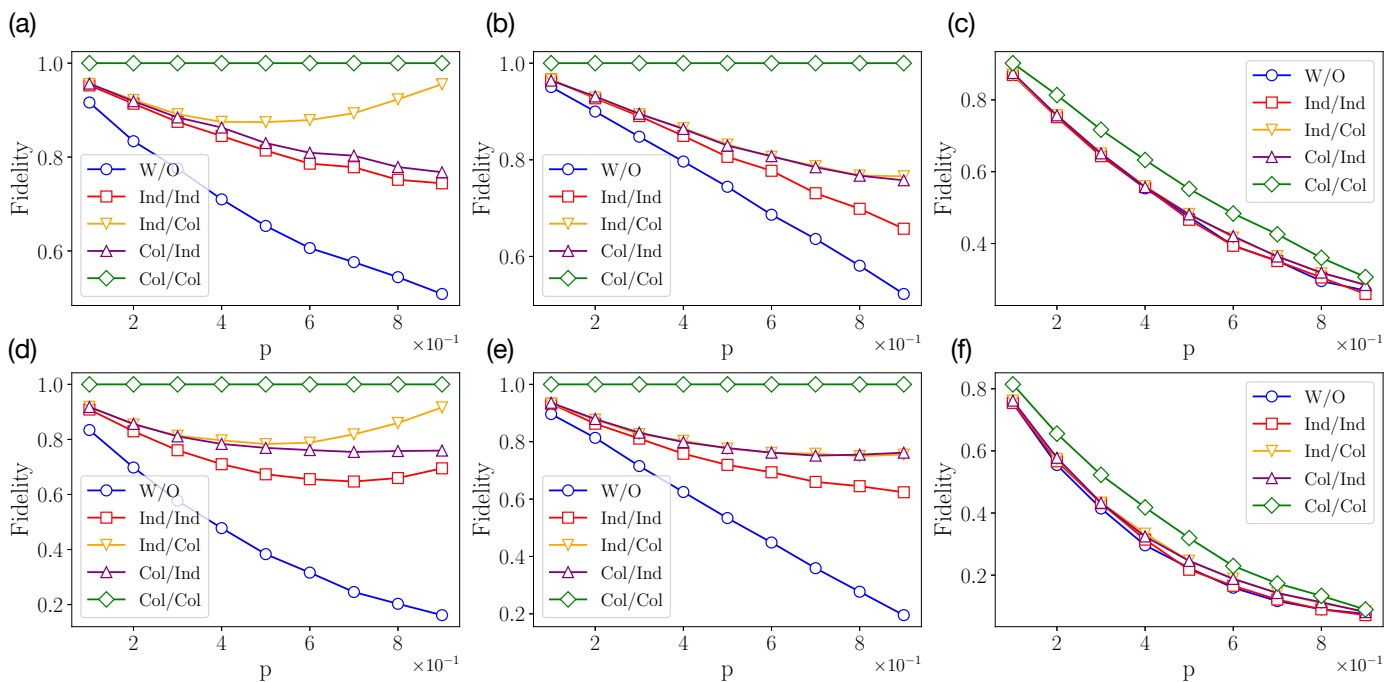 (a)
1.0
0.8
0.6
Fidelity
W/O
Ind/Ind
Ind/Col
Col/Ind
Col/Col
2 4 6 8
×10⁻¹
p
(b)
1.0
0.8
0.6
Fidelity
W/O
Ind/Ind
Ind/Col
Col/Ind
Col/Col
2 4 6 8
×10⁻¹
p
(c)
0.8
0.4
Fidelity
W/O
Ind/Ind
Ind/Col
Col/Ind
Col/Col
2 4 6 8
×10⁻¹
p
(d)
1.0
0.8
0.6
0.4
0.2
Fidelity
W/O
Ind/Ind
Ind/Col
Col/Ind
Col/Col
2 4 6 8
×10⁻¹
p
(e)
1.0
0.8
0.6
0.4
0.2
Fidelity
W/O
Ind/Ind
Ind/Col
Col/Ind
Col/Col
2 4 6 8
×10⁻¹
p
(f)
0.8
0.4
0.2
Fidelity
W/O
Ind/Ind
Ind/Col
Col/Ind
Col/Col
2 4 6 8
×10⁻¹
p